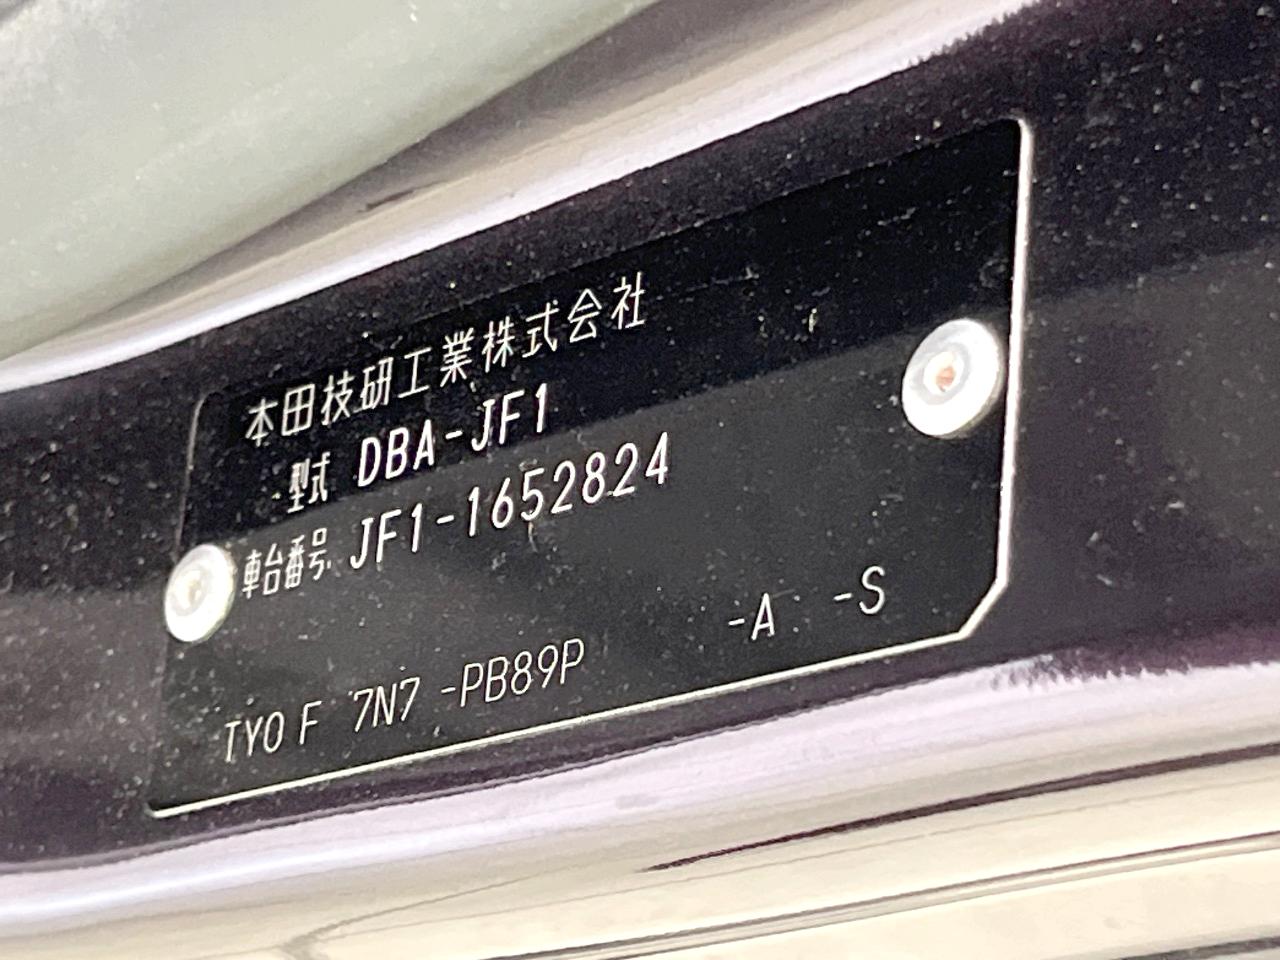 本田技研工業株式会社
型式 DBA-JF1
車台番号 JF1-1652824
TYO F 7N7 -PB89P -A -S